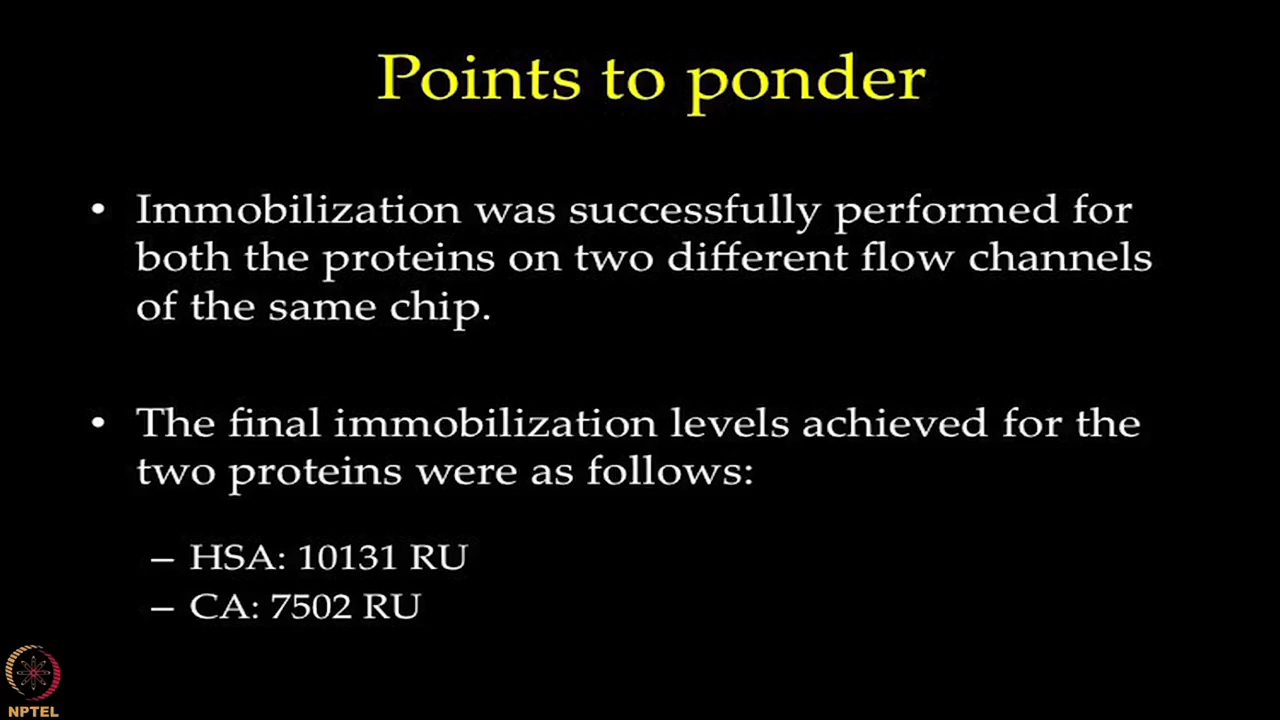 Points to ponder
• Immobilization was successfully performed for
both the proteins on two different flow channels
of the same chip.
• The final immobilization levels achieved for the
two proteins were as follows:
– HSA: 10131 RU
– CA: 7502 RU
NPTEL